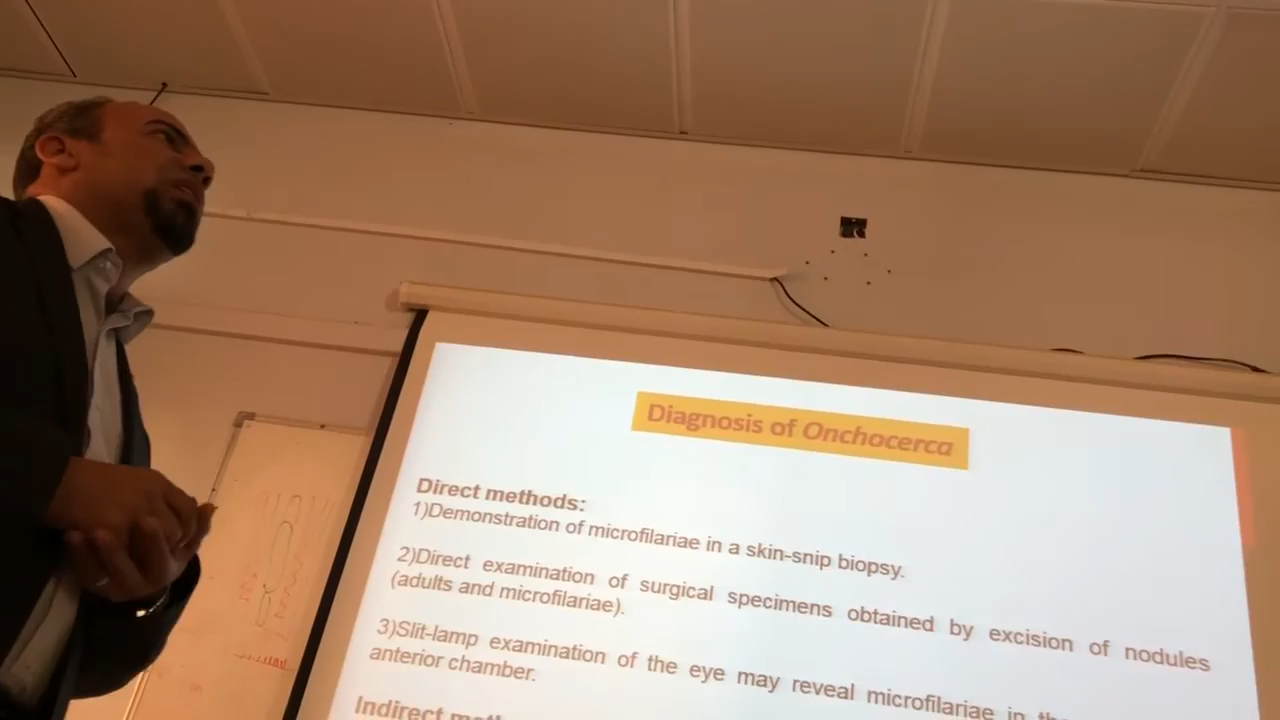 Diagnosis of Onchocerca
Direct methods:
1)Demonstration of microfilariae in a skin-snip biopsy.
2)Direct examination of surgical specimens obtained by excision of nodules
(adults and microfilariae).
3)Slit-lamp examination of the eye may reveal microfilariae in
anterior chamber.
Indirect